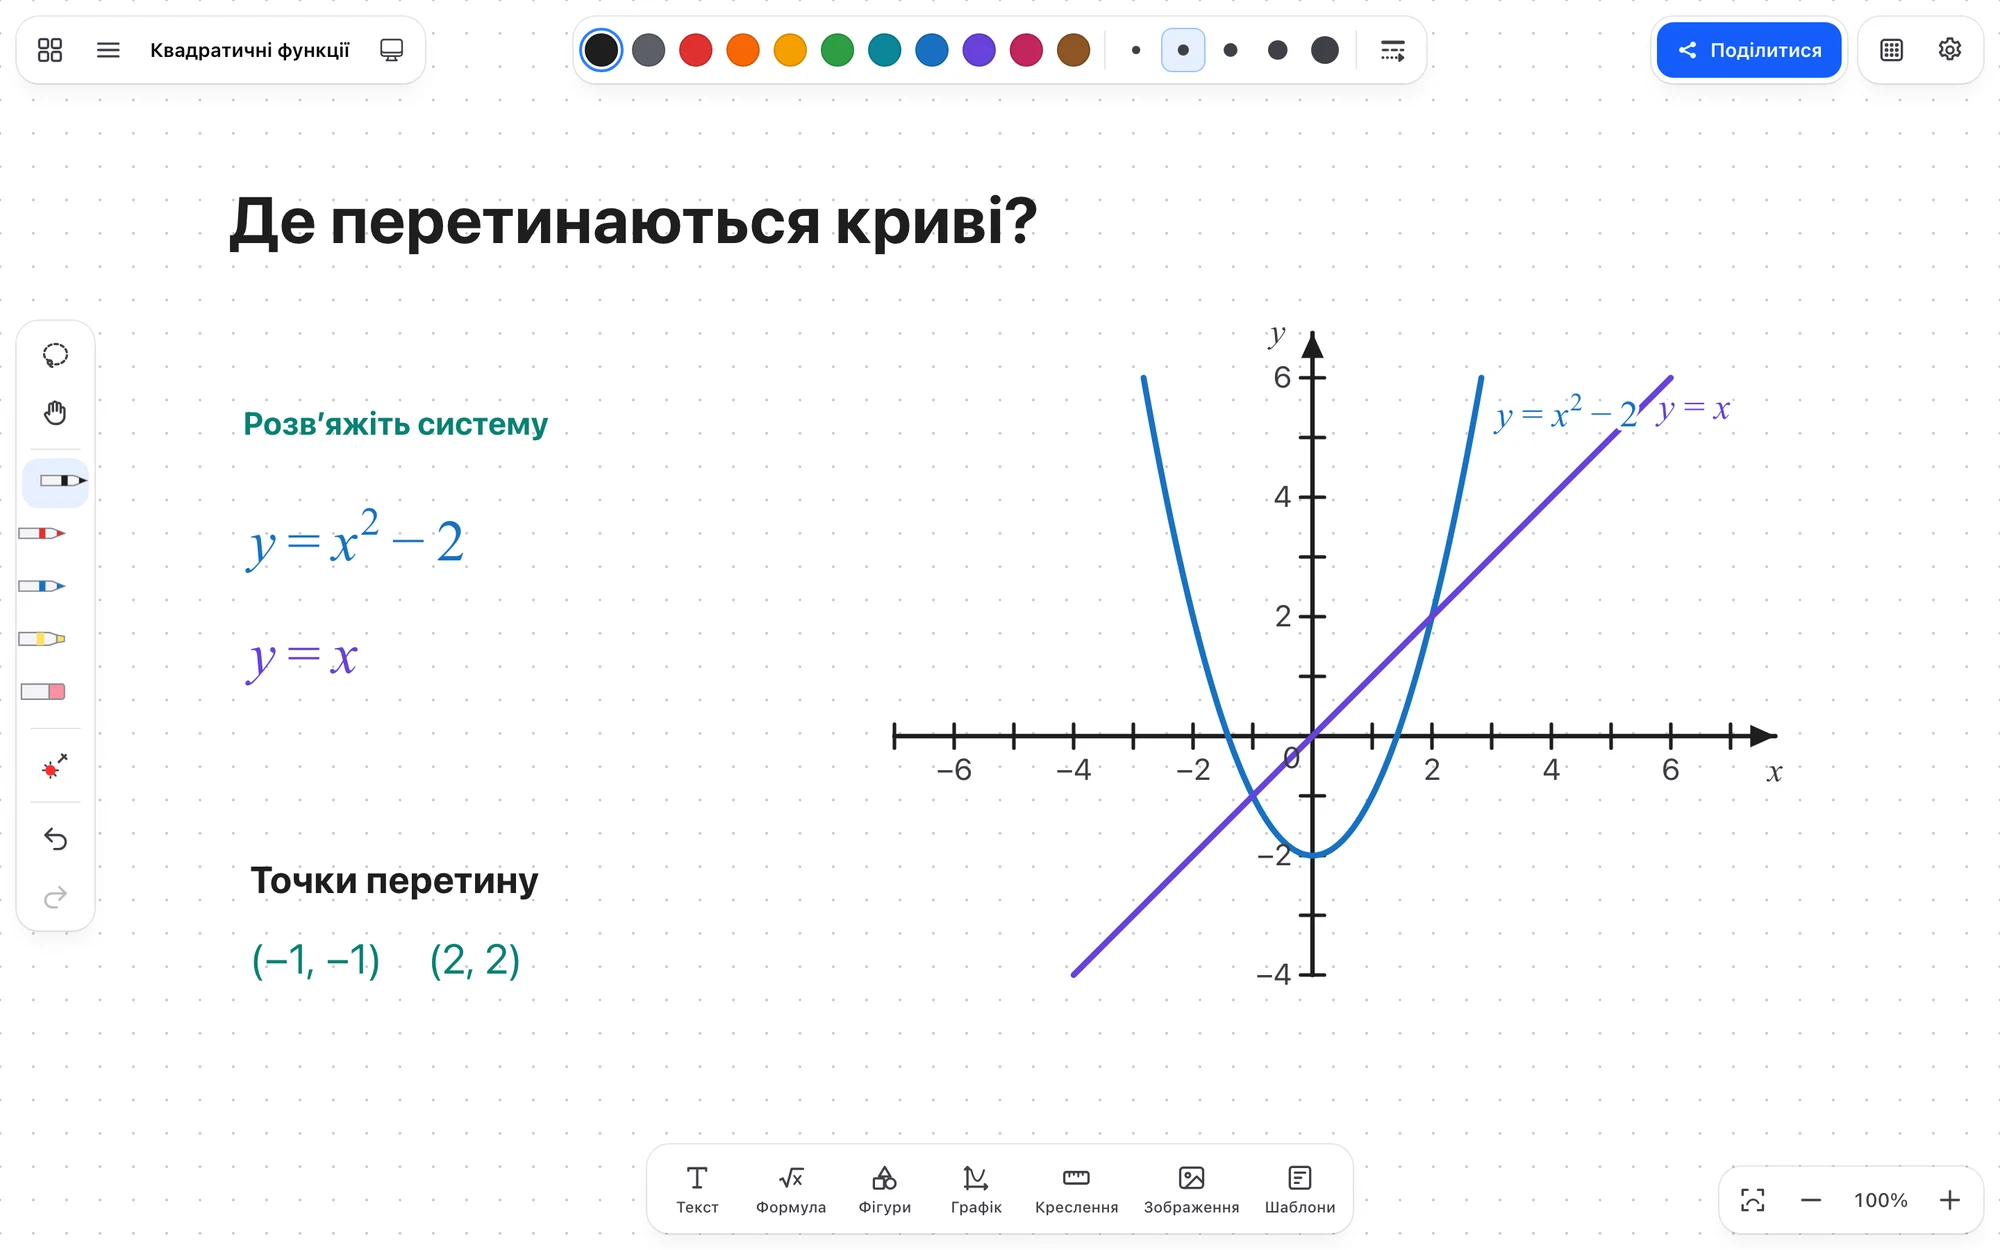 Квадратичні функції
Поділитися
Де перетинаються криві?
Розв’яжіть систему
y = x² − 2
y = x
Точки перетину
(−1, −1) (2, 2)
y
6
4
2
0
−2
−4
−6 −4 −2 2 4 6
x
y = x² − 2
y = x
Текст
Формула
Фігури
Графік
Креслення
Зображення
Шаблони
100%